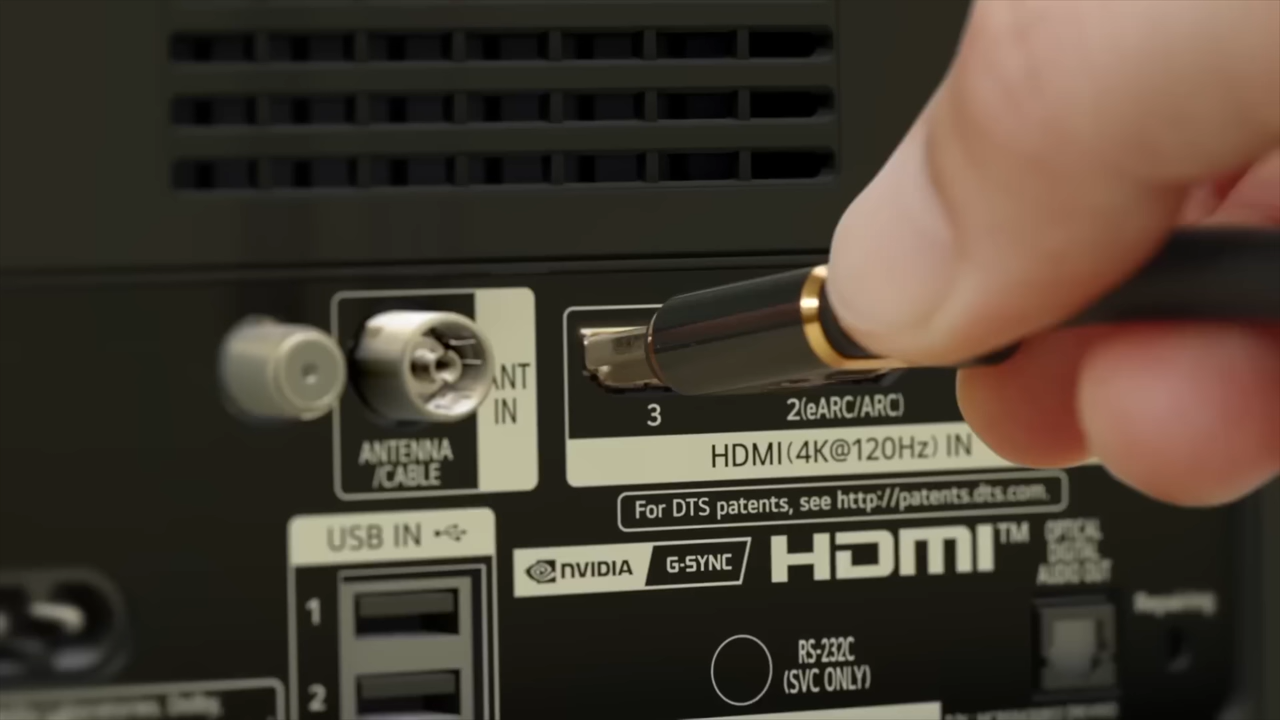 ANT
IN
ANTENNA
/CABLE
3
2(eARC/ARC)
HDMI(4K@120Hz) IN
For DTS patents, see http://patents.dts.com.
USB IN
NVIDIA G-SYNC
HDMI™
OPTICAL
DIGITAL
AUDIO OUT
1
2
RS-232C
(SVC ONLY)